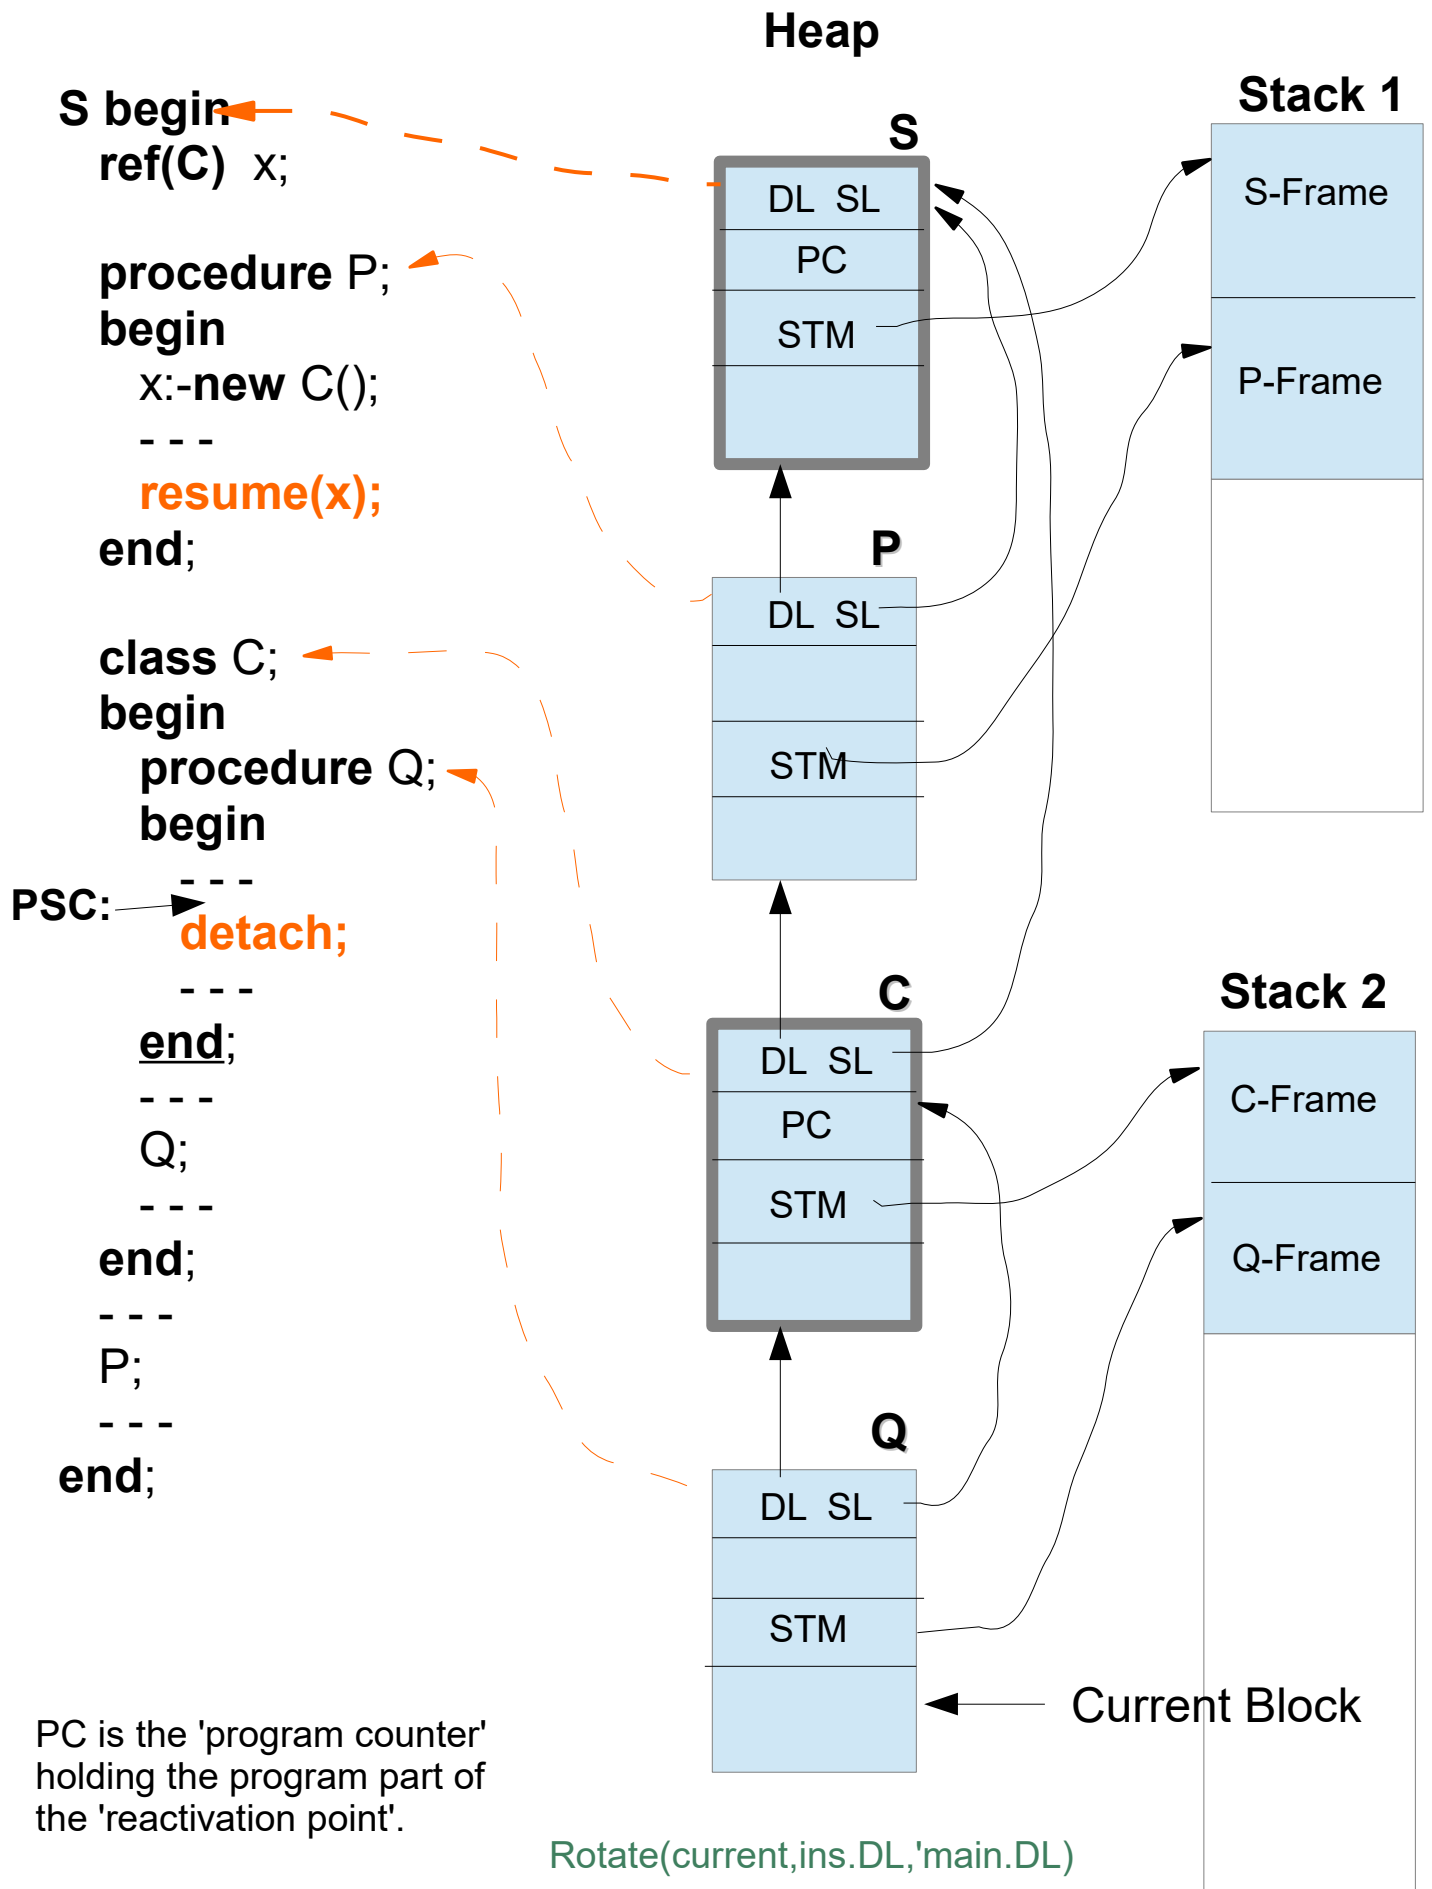 Heap
S begin
ref(C) x;
procedure P;
begin
x:-new C();
- - -
resume(x);
end;
class C;
begin
procedure Q;
begin
- - -
PSC:
detach;
- - -
end;
- - -
Q;
- - -
end;
- - -
P;
- - -
end;
S
DL SL
PC
STM
P
DL SL
STM
C
DL SL
PC
STM
Q
DL SL
STM
Stack 1
S-Frame
P-Frame
Stack 2
C-Frame
Q-Frame
Current Block
PC is the 'program counter'
holding the program part of
the 'reactivation point'.
Rotate(current,ins.DL,'main.DL)